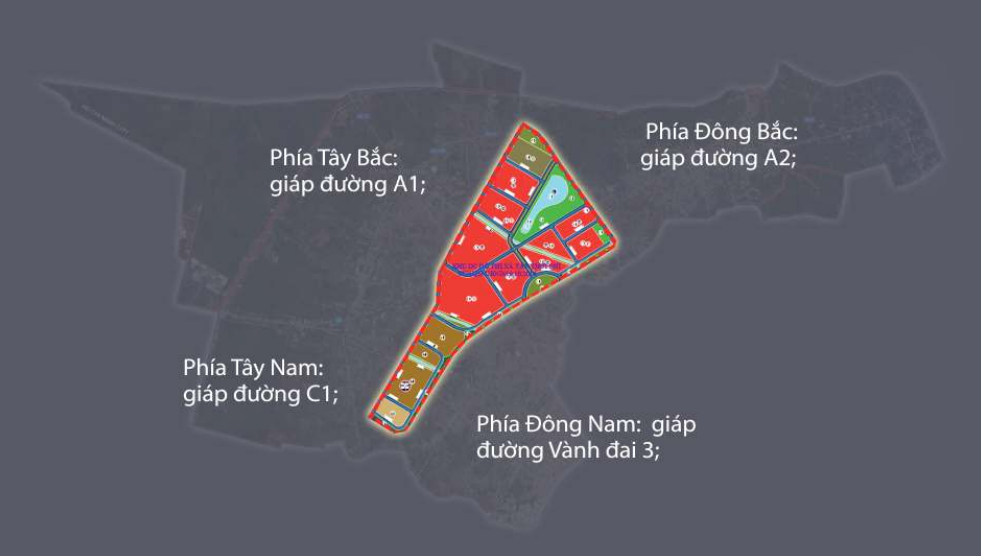 Phía Đông Bắc:
giáp đường A2;
Phía Tây Bắc:
giáp đường A1;
Phía Tây Nam:
giáp đường C1;
Phía Đông Nam: giáp
đường Vành đai 3;